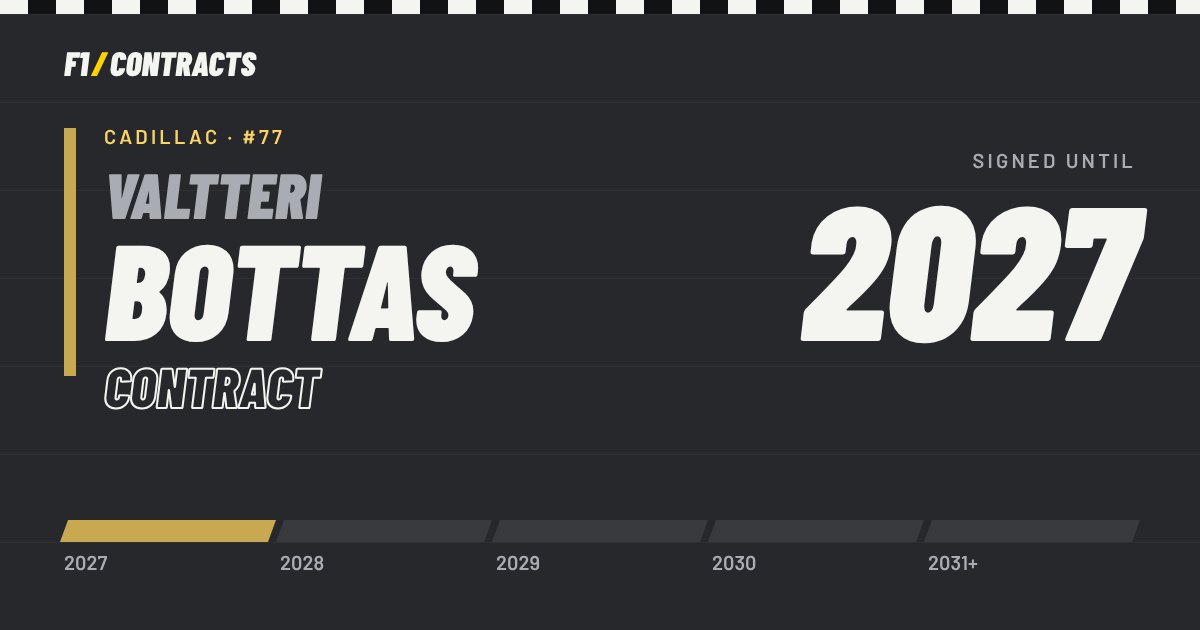 F1/CONTRACTS
CADILLAC · #77
VALTTERI
BOTTAS
CONTRACT
SIGNED UNTIL
2027
2027 2028 2029 2030 2031+